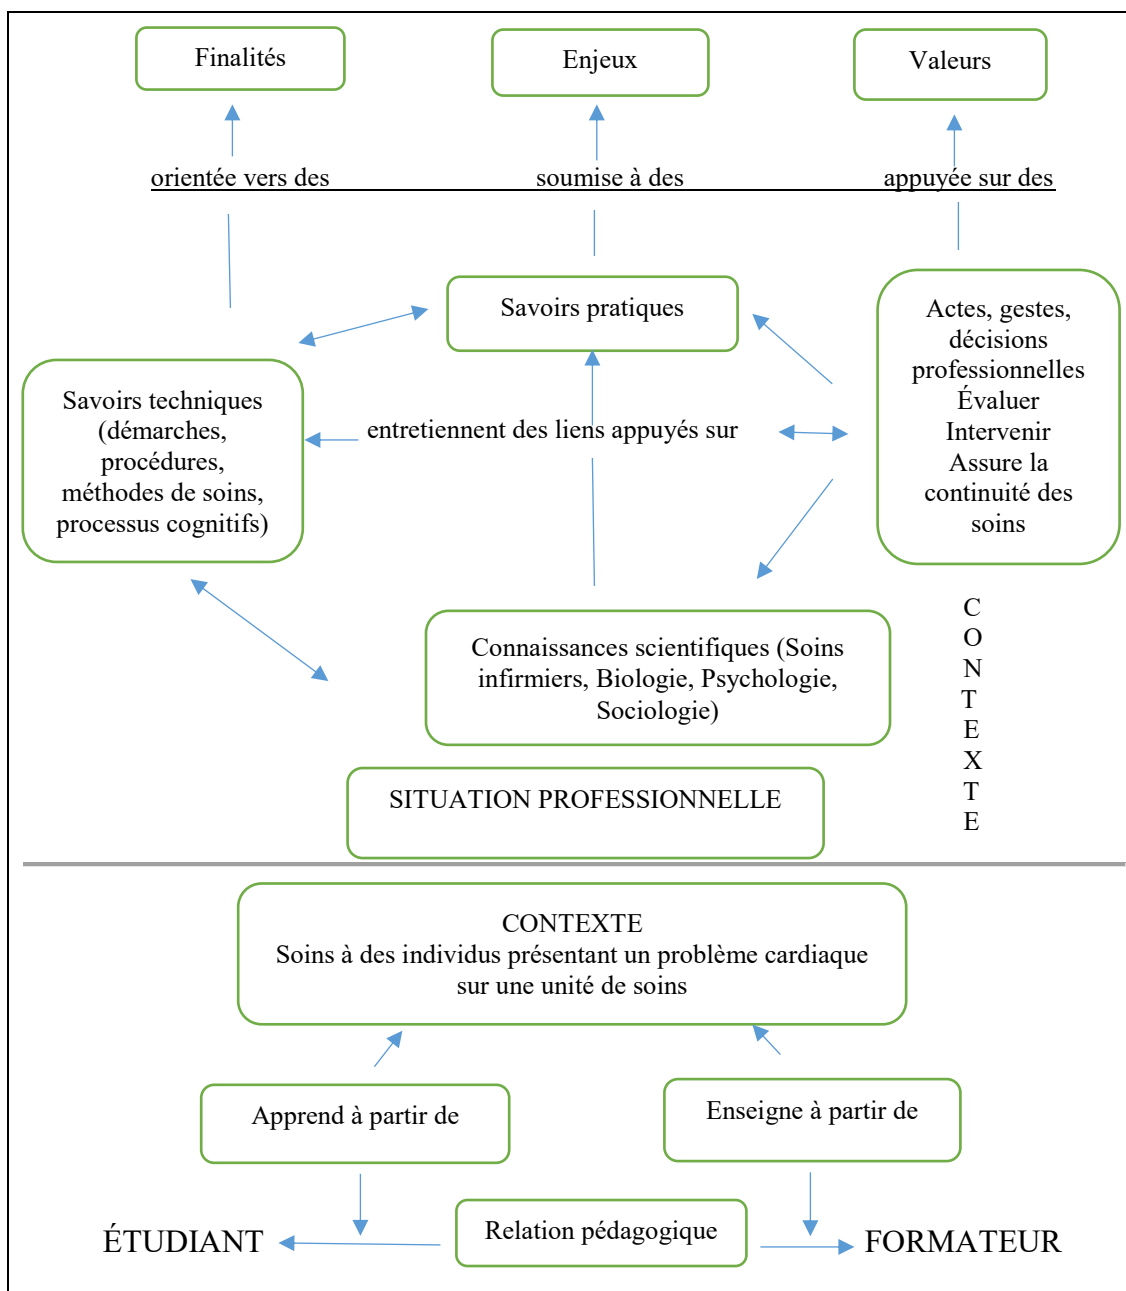 Finalités
Enjeux
Valeurs
orientée vers des
soumise à des
appuyée sur des
Savoirs pratiques
Actes, gestes,
décisions
professionnelles
Évaluer
Intervenir
Assure la
continuité des
soins
Savoirs techniques
(démarches,
procédures,
méthodes de soins,
processus cognitifs)
entretiennent des liens appuyés sur
Connaissances scientifiques (Soins
infirmiers, Biologie, Psychologie,
Sociologie)
C
O
N
T
E
X
T
E
SITUATION PROFESSIONNELLE
CONTEXTE
Soins à des individus présentant un problème cardiaque
sur une unité de soins
Apprend à partir de
Enseigne à partir de
ÉTUDIANT
Relation pédagogique
FORMATEUR